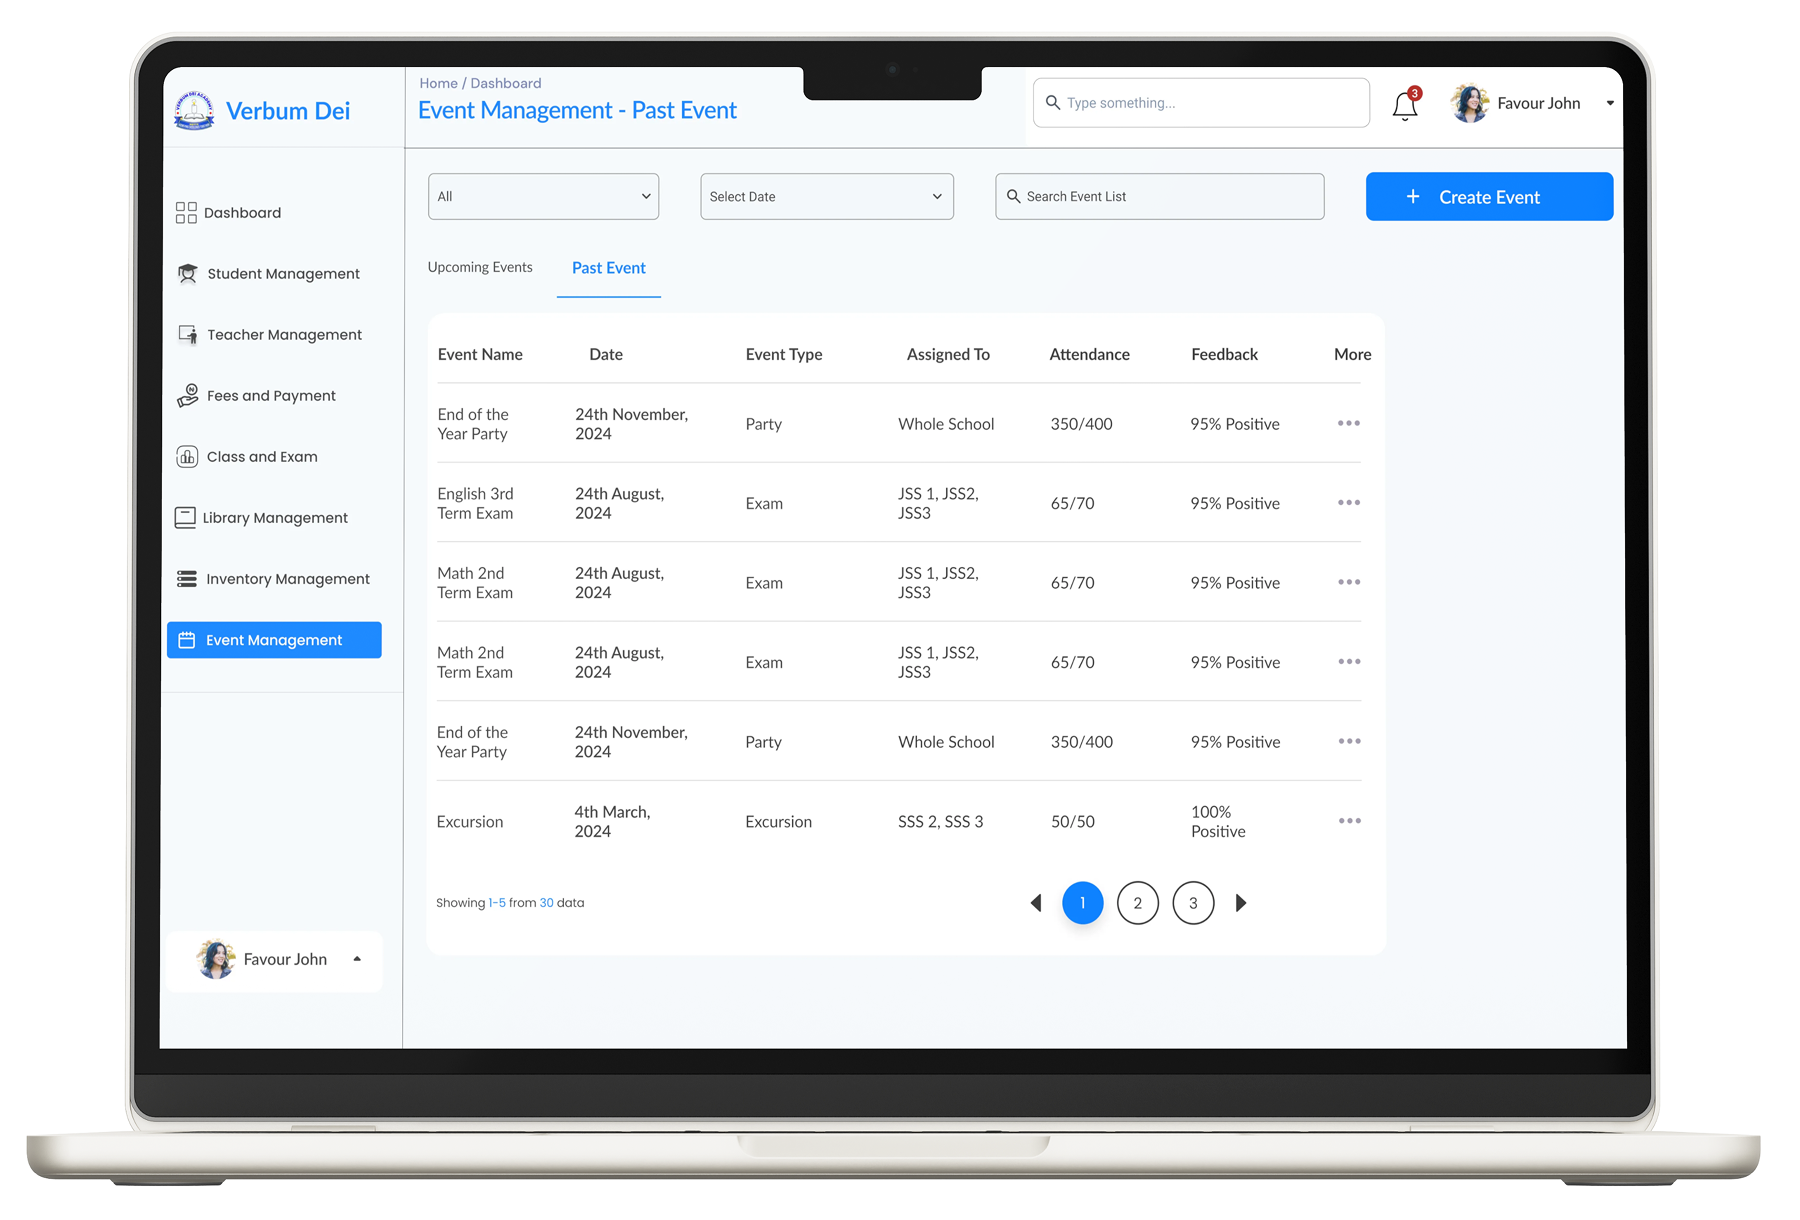 VERBUM DEI ACADEMY
Verbum Dei
Home / Dashboard
Event Management - Past Event
Type something...
3
Favour John
Dashboard
Student Management
Teacher Management
Fees and Payment
Class and Exam
Library Management
Inventory Management
Event Management
Favour John
All
Select Date
Search Event List
+ Create Event
Upcoming Events
Past Event
Event Name Date Event Type Assigned To Attendance Feedback More
End of the Year Party 24th November, 2024 Party Whole School 350/400 95% Positive
English 3rd Term Exam 24th August, 2024 Exam JSS 1, JSS2, JSS3 65/70 95% Positive
Math 2nd Term Exam 24th August, 2024 Exam JSS 1, JSS2, JSS3 65/70 95% Positive
Math 2nd Term Exam 24th August, 2024 Exam JSS 1, JSS2, JSS3 65/70 95% Positive
End of the Year Party 24th November, 2024 Party Whole School 350/400 95% Positive
Excursion 4th March, 2024 Excursion SSS 2, SSS 3 50/50 100% Positive
Showing 1-5 from 30 data
1 2 3